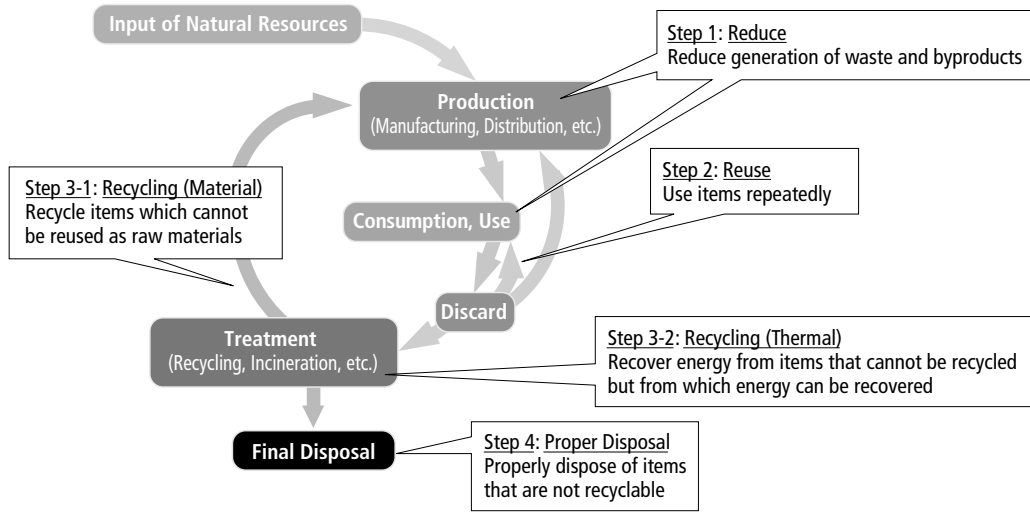 Input of Natural Resources
Step 1: Reduce
Reduce generation of waste and byproducts
Production
(Manufacturing, Distribution, etc.)
Step 2: Reuse
Use items repeatedly
Step 3-1: Recycling (Material)
Recycle items which cannot
be reused as raw materials
Consumption, Use
Discard
Treatment
(Recycling, Incineration, etc.)
Step 3-2: Recycling (Thermal)
Recover energy from items that cannot be recycled
but from which energy can be recovered
Final Disposal
Step 4: Proper Disposal
Properly dispose of items
that are not recyclable